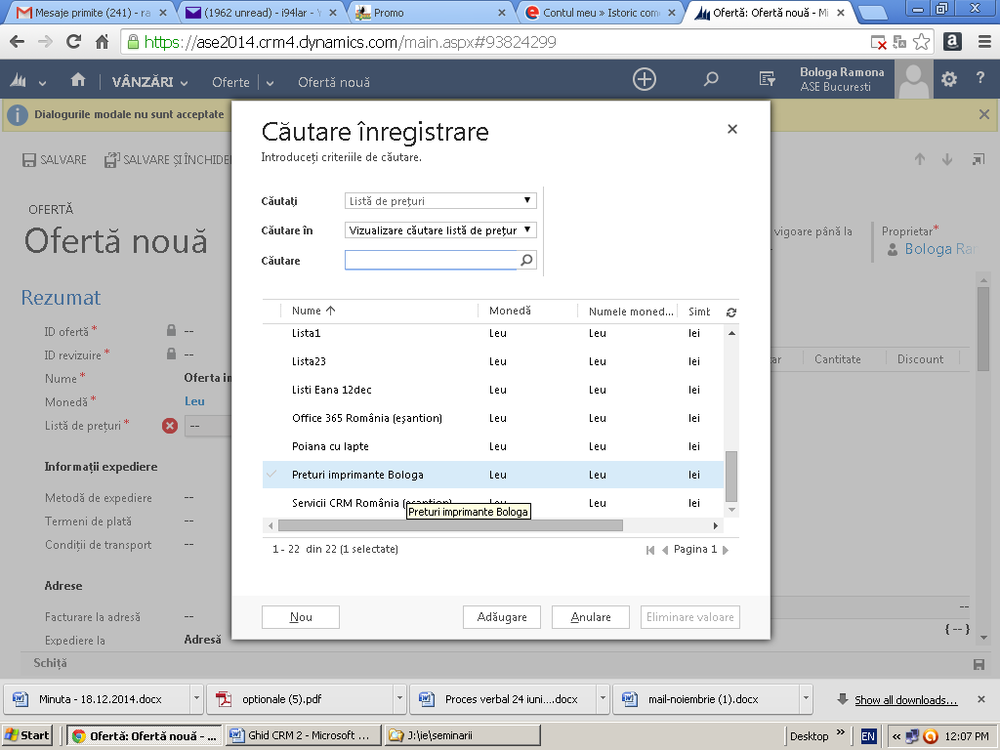 Mesaje primite (241) - ra
(1962 unread) - i94lar - Y
Promo
Contul meu » Istoric com
Ofertă: Ofertă nouă - Mi
https://ase2014.crm4.dynamics.com/main.aspx#93824299
VÂNZĂRI
Oferte
Ofertă nouă
Bologa Ramona
ASE Bucuresti
Dialogurile modale nu sunt acceptate
SALVARE
SALVARE ȘI ÎNCHIDE
OFERTĂ
Ofertă nouă
vigoare până la
Proprietar*
Bologa Ra
Rezumat
ID ofertă* --
ID revizuire* --
Nume* Oferta in
Monedă* Leu
Listă de prețuri* --
Cantitate
Discount
Informații expediere
Metodă de expediere --
Termeni de plată --
Condiții de transport --
Adrese
Facturare la adresă --
Expediere la Adresă
--
{ -- }
Schiță
Căutare înregistrare
Introduceți criteriile de căutare.
Căutați Listă de prețuri
Căutare în Vizualizare căutare listă de prețur
Căutare
Nume Monedă Numele moned... Simb
Lista1 Leu Leu lei
Lista23 Leu Leu lei
Listi Eana 12dec Leu Leu lei
Office 365 România (eșantion) Leu Leu lei
Poiana cu lapte Leu Leu lei
Preturi imprimante Bologa Leu Leu lei
Servicii CRM România (eșantion) Leu Leu lei
Preturi imprimante Bologa
1 - 22 din 22 (1 selectate)
Pagina 1
Nou
Adăugare
Anulare
Eliminare valoare
Minuta - 18.12.2014.docx
optionale (5).pdf
Proces verbal 24 iuni....docx
mail-noiembrie (1).docx
Show all downloads...
Start
Ofertă: Ofertă nouă - ...
Ghid CRM 2 - Microsoft ...
J:\ie\seminarii
Desktop
EN
12:07 PM